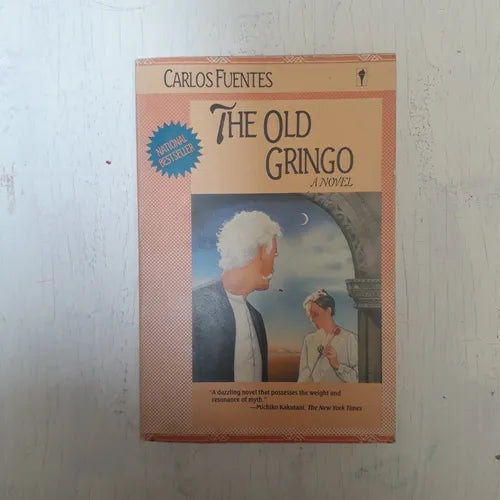 CARLOS FUENTES
THE OLD
GRINGO
A NOVEL
NATIONAL
BESTSELLER
"A dazzling novel that possesses the weight and
resonance of myth."
—Michiko Kakutani, The New York Times